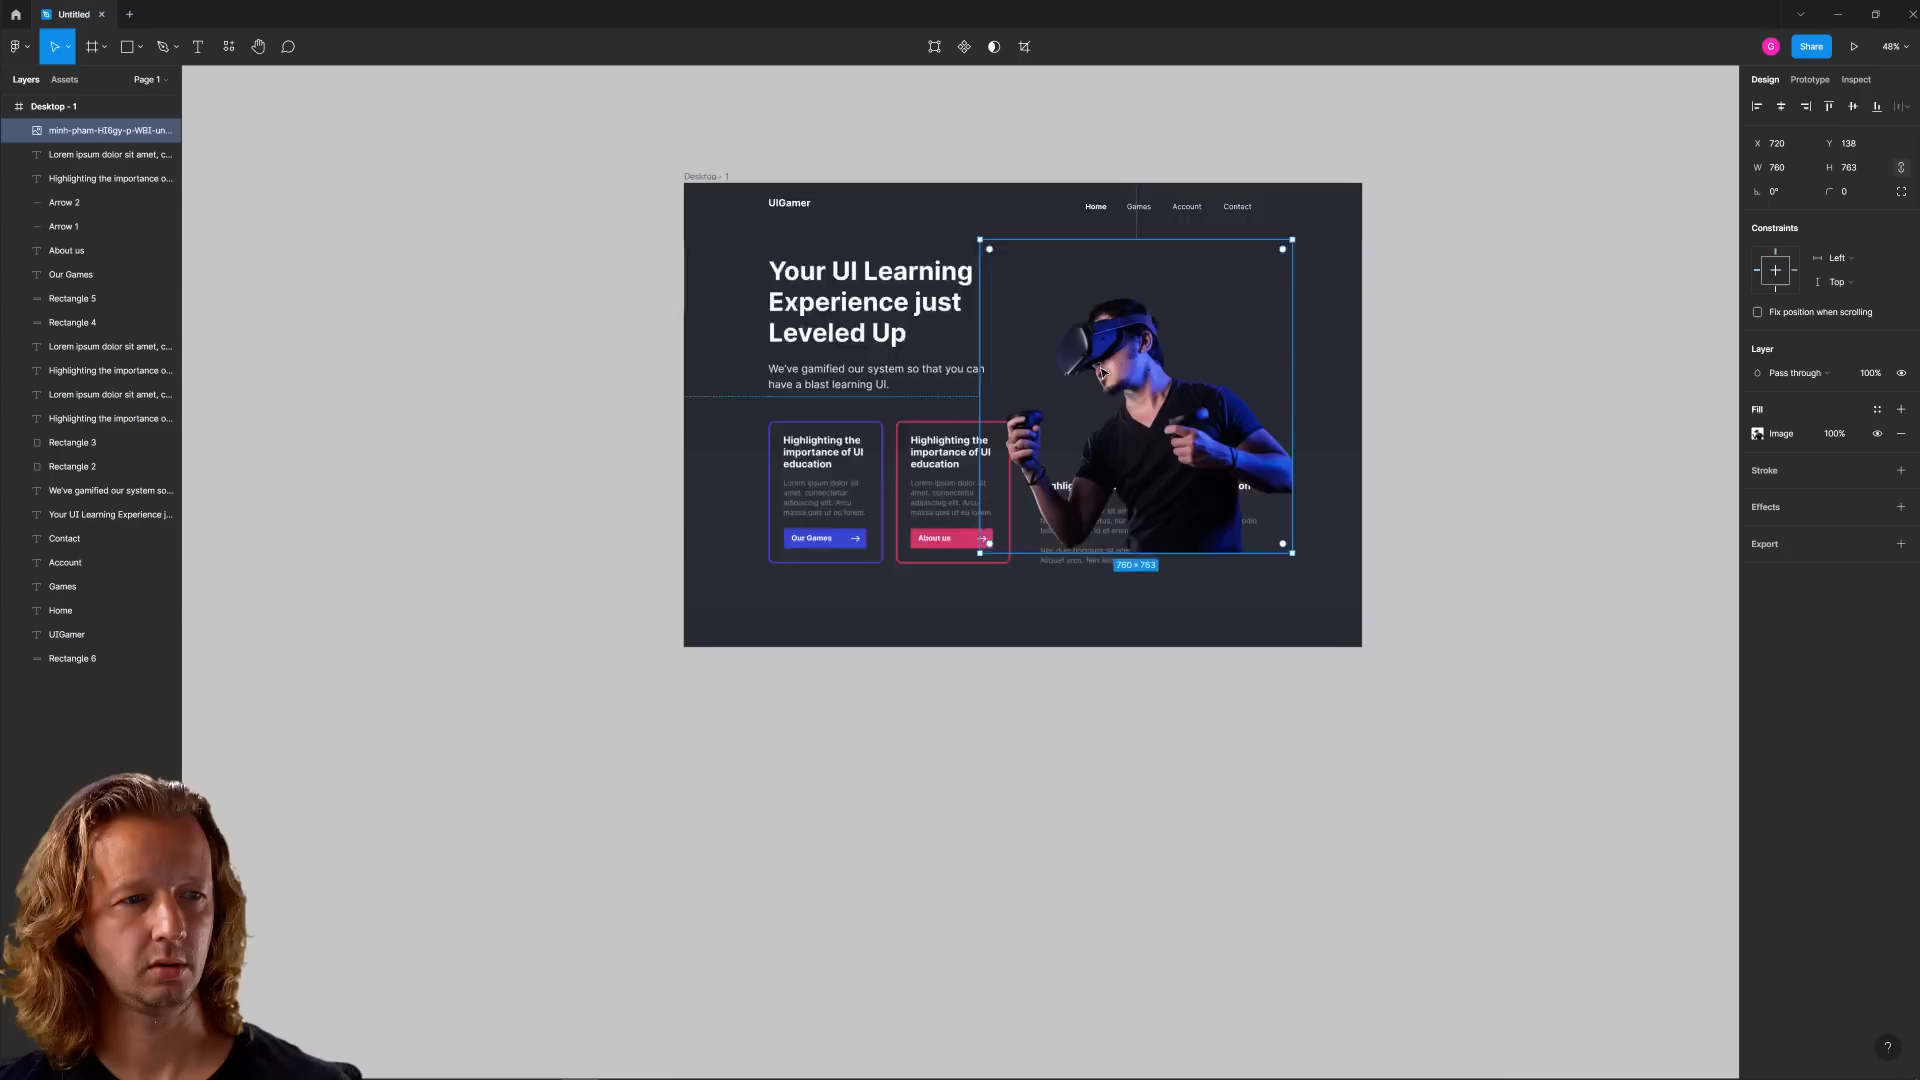 Untitled
Share
48%
Layers
Assets
Page 1
Desktop - 1
minh-pham-HI6gy-p-WBI-un...
Lorem ipsum dolor sit amet, c...
Highlighting the importance o...
Arrow 2
Arrow 1
About us
Our Games
Rectangle 5
Rectangle 4
Lorem ipsum dolor sit amet, c...
Highlighting the importance o...
Lorem ipsum dolor sit amet, c...
Highlighting the importance o...
Rectangle 3
Rectangle 2
We've gamified our system so...
Your UI Learning Experience j...
Contact
Account
Games
Home
UIGamer
Rectangle 6
Desktop - 1
UIGamer
Home
Games
Account
Contact
Your UI Learning
Experience just
Leveled Up
We've gamified our system so that you can
have a blast learning UI.
Highlighting the
importance of UI
education
Lorem ipsum dolor sit
amet, consectetur
adipiscing elit. Arcu
massa quis ut eu lorem.
Our Games
Highlighting the
importance of UI
education
Lorem ipsum dolor sit
amet, consectetur
adipiscing elit. Arcu
massa quis ut eu lorem.
About us
760 × 763
G
Design
Prototype
Inspect
X 720
Y 138
W 760
H 763
0°
0
Constraints
Left
Top
Fix position when scrolling
Layer
Pass through
100%
Fill
Image
100%
Stroke
Effects
Export
?